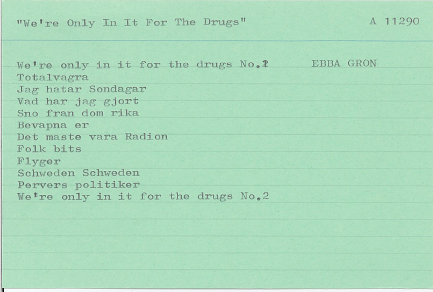 "We're Only In It For The Drugs" A 11290
We're only in it for the drugs No.1 EBBA GRON
Totalvagra
Jag hatar Sondagar
Vad har jag gjort
Sno fran dom rika
Bevapna er
Det maste vara Radion
Folk bits
Flyger
Schweden Schweden
Pervers politiker
We're only in it for the drugs No.2